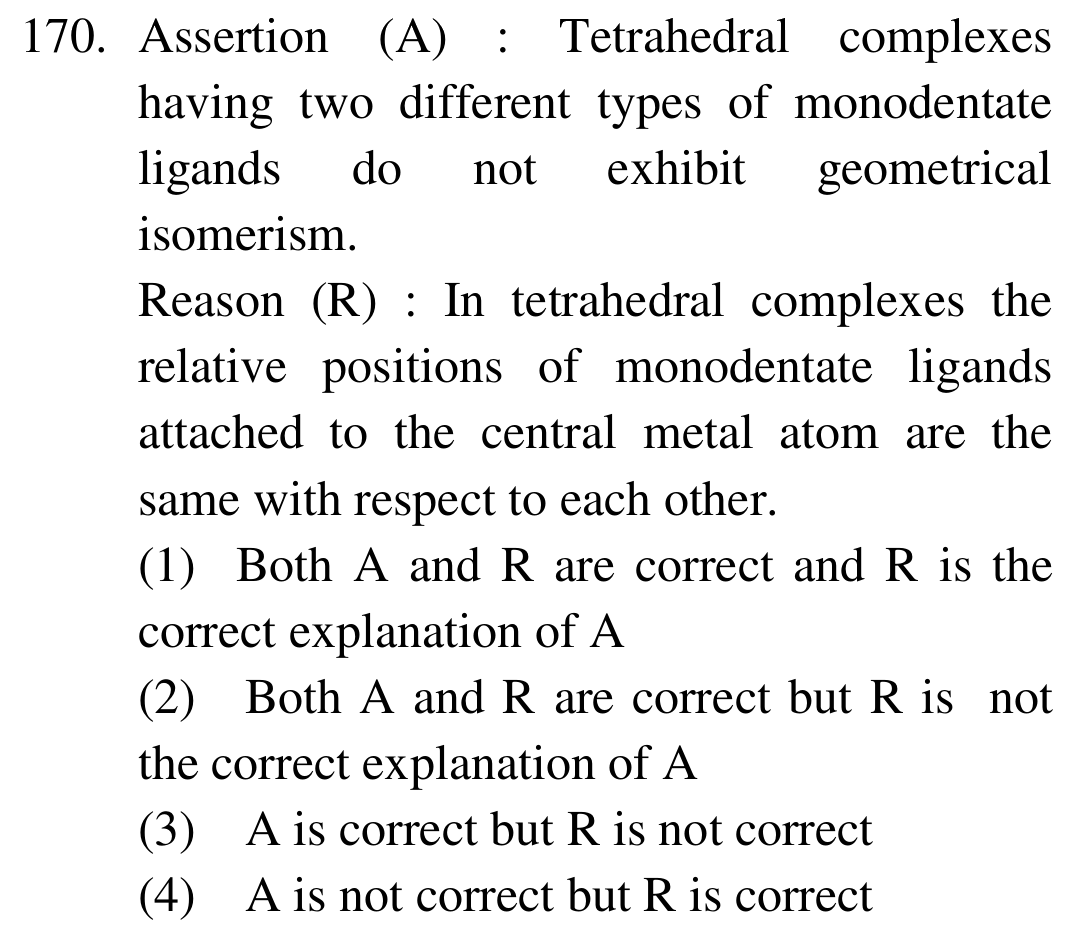 170. Assertion (A) : Tetrahedral complexes
having two different types of monodentate
ligands do not exhibit geometrical
isomerism.
Reason (R) : In tetrahedral complexes the
relative positions of monodentate ligands
attached to the central metal atom are the
same with respect to each other.
(1) Both A and R are correct and R is the
correct explanation of A
(2) Both A and R are correct but R is not
the correct explanation of A
(3) A is correct but R is not correct
(4) A is not correct but R is correct